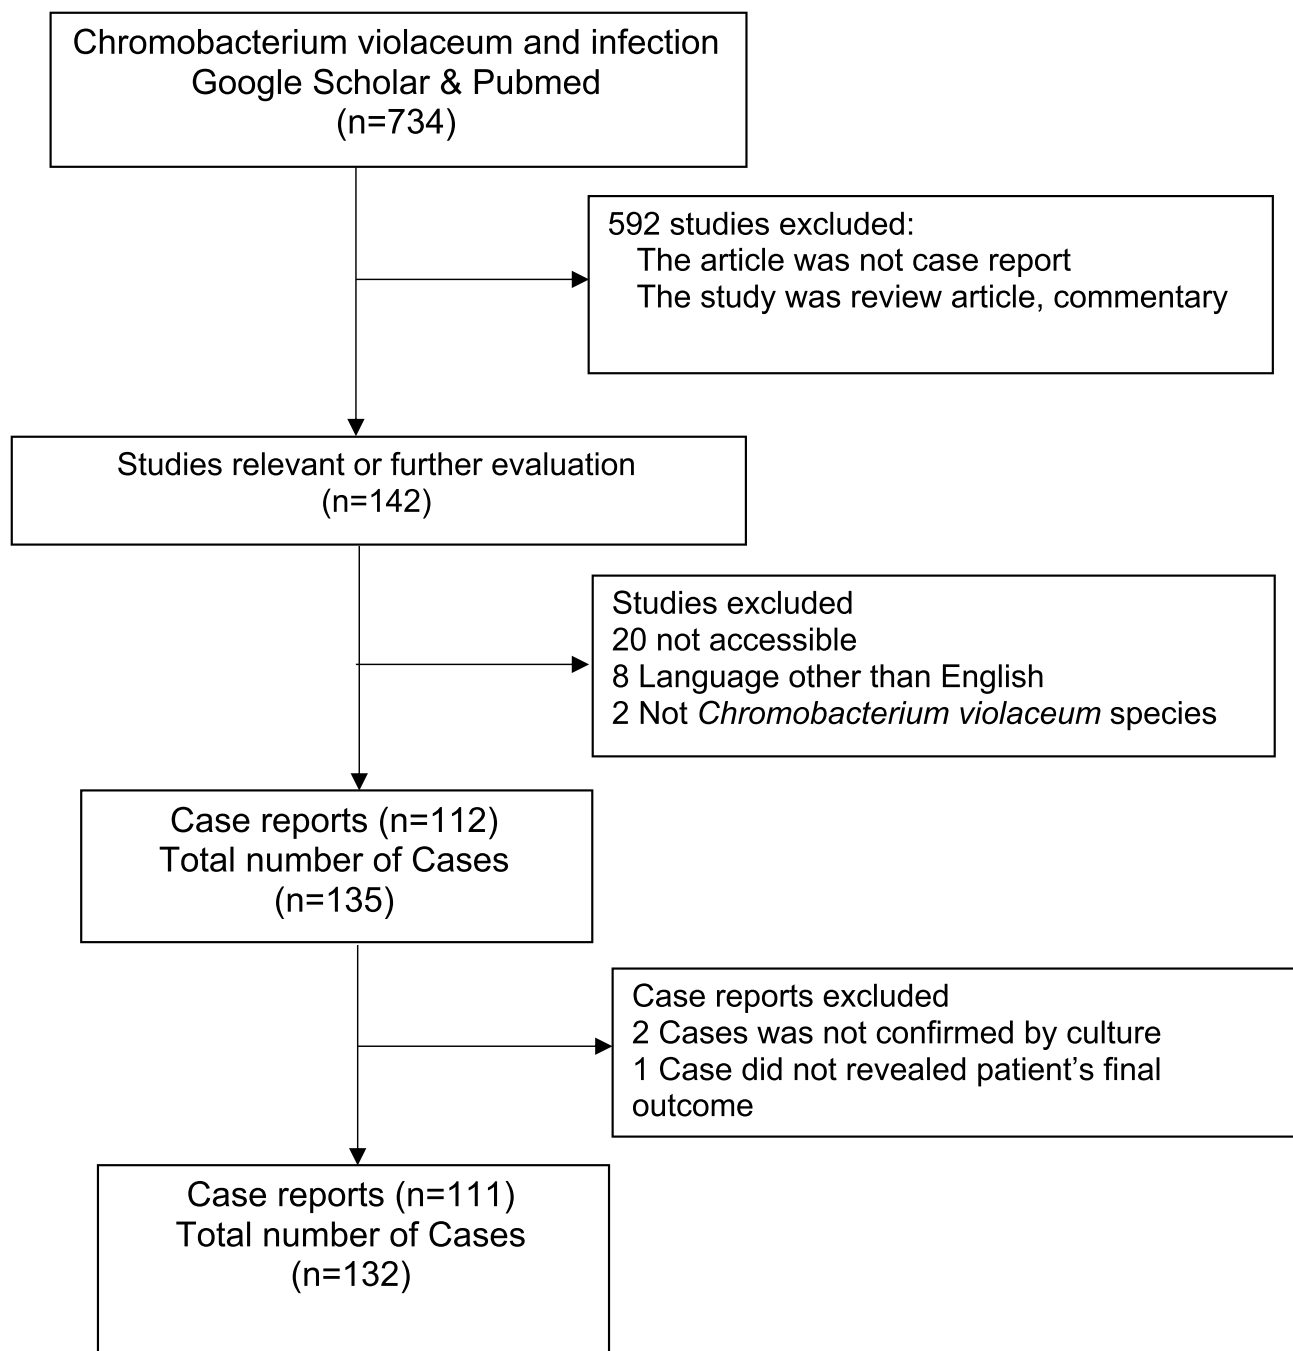 Chromobacterium violaceum and infection
Google Scholar & Pubmed
(n=734)
592 studies excluded:
The article was not case report
The study was review article, commentary
Studies relevant or further evaluation
(n=142)
Studies excluded
20 not accessible
8 Language other than English
2 Not Chromobacterium violaceum species
Case reports (n=112)
Total number of Cases
(n=135)
Case reports excluded
2 Cases was not confirmed by culture
1 Case did not revealed patient’s final
outcome
Case reports (n=111)
Total number of Cases
(n=132)